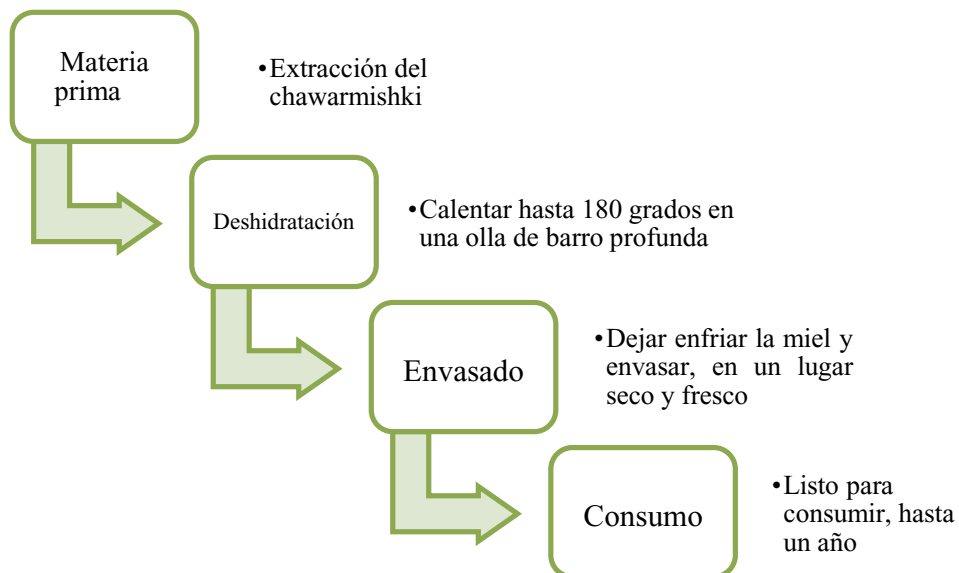 Materia
prima
•Extracción del
chawarmishki
Deshidratación
•Calentar hasta 180 grados en
una olla de barro profunda
Envasado
•Dejar enfriar la miel y
envasar, en un lugar
seco y fresco
Consumo
•Listo para
consumir, hasta
un año